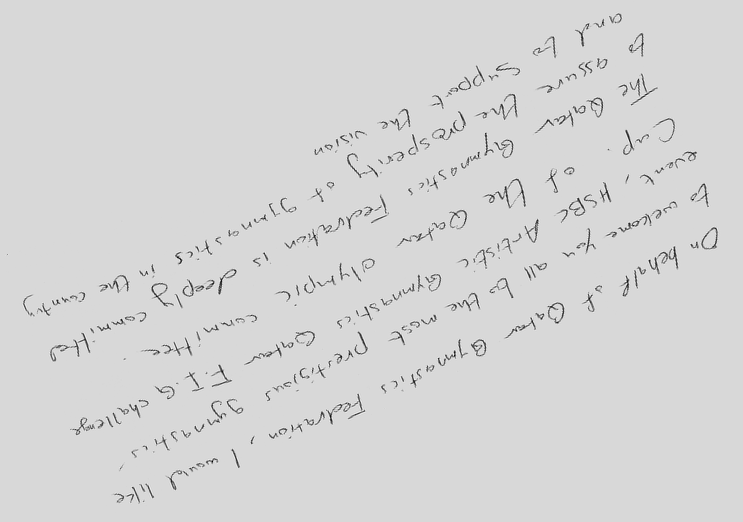 On behalf of Qatar Gymnastics Fedration, I would like
to welcome you all to the most prestigious gymnastics
event, HSBC Artistic Gymnastics Qatar F.I.G challenge
Cup. of the Qatar olympic committee.
The Qatar Gymnastics Fedration is deeply committed
to assure the prosperity of gymnastics in the country
and to support the vision